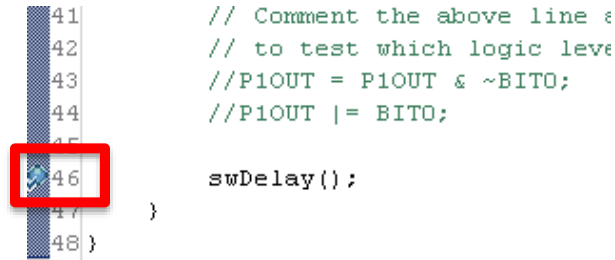 41 // Comment the above line
42 // to test which logic
43 //P1OUT = P1OUT & ~BIT0;
44 //P1OUT |= BIT0;
45
46 swDelay();
47 }
48 }